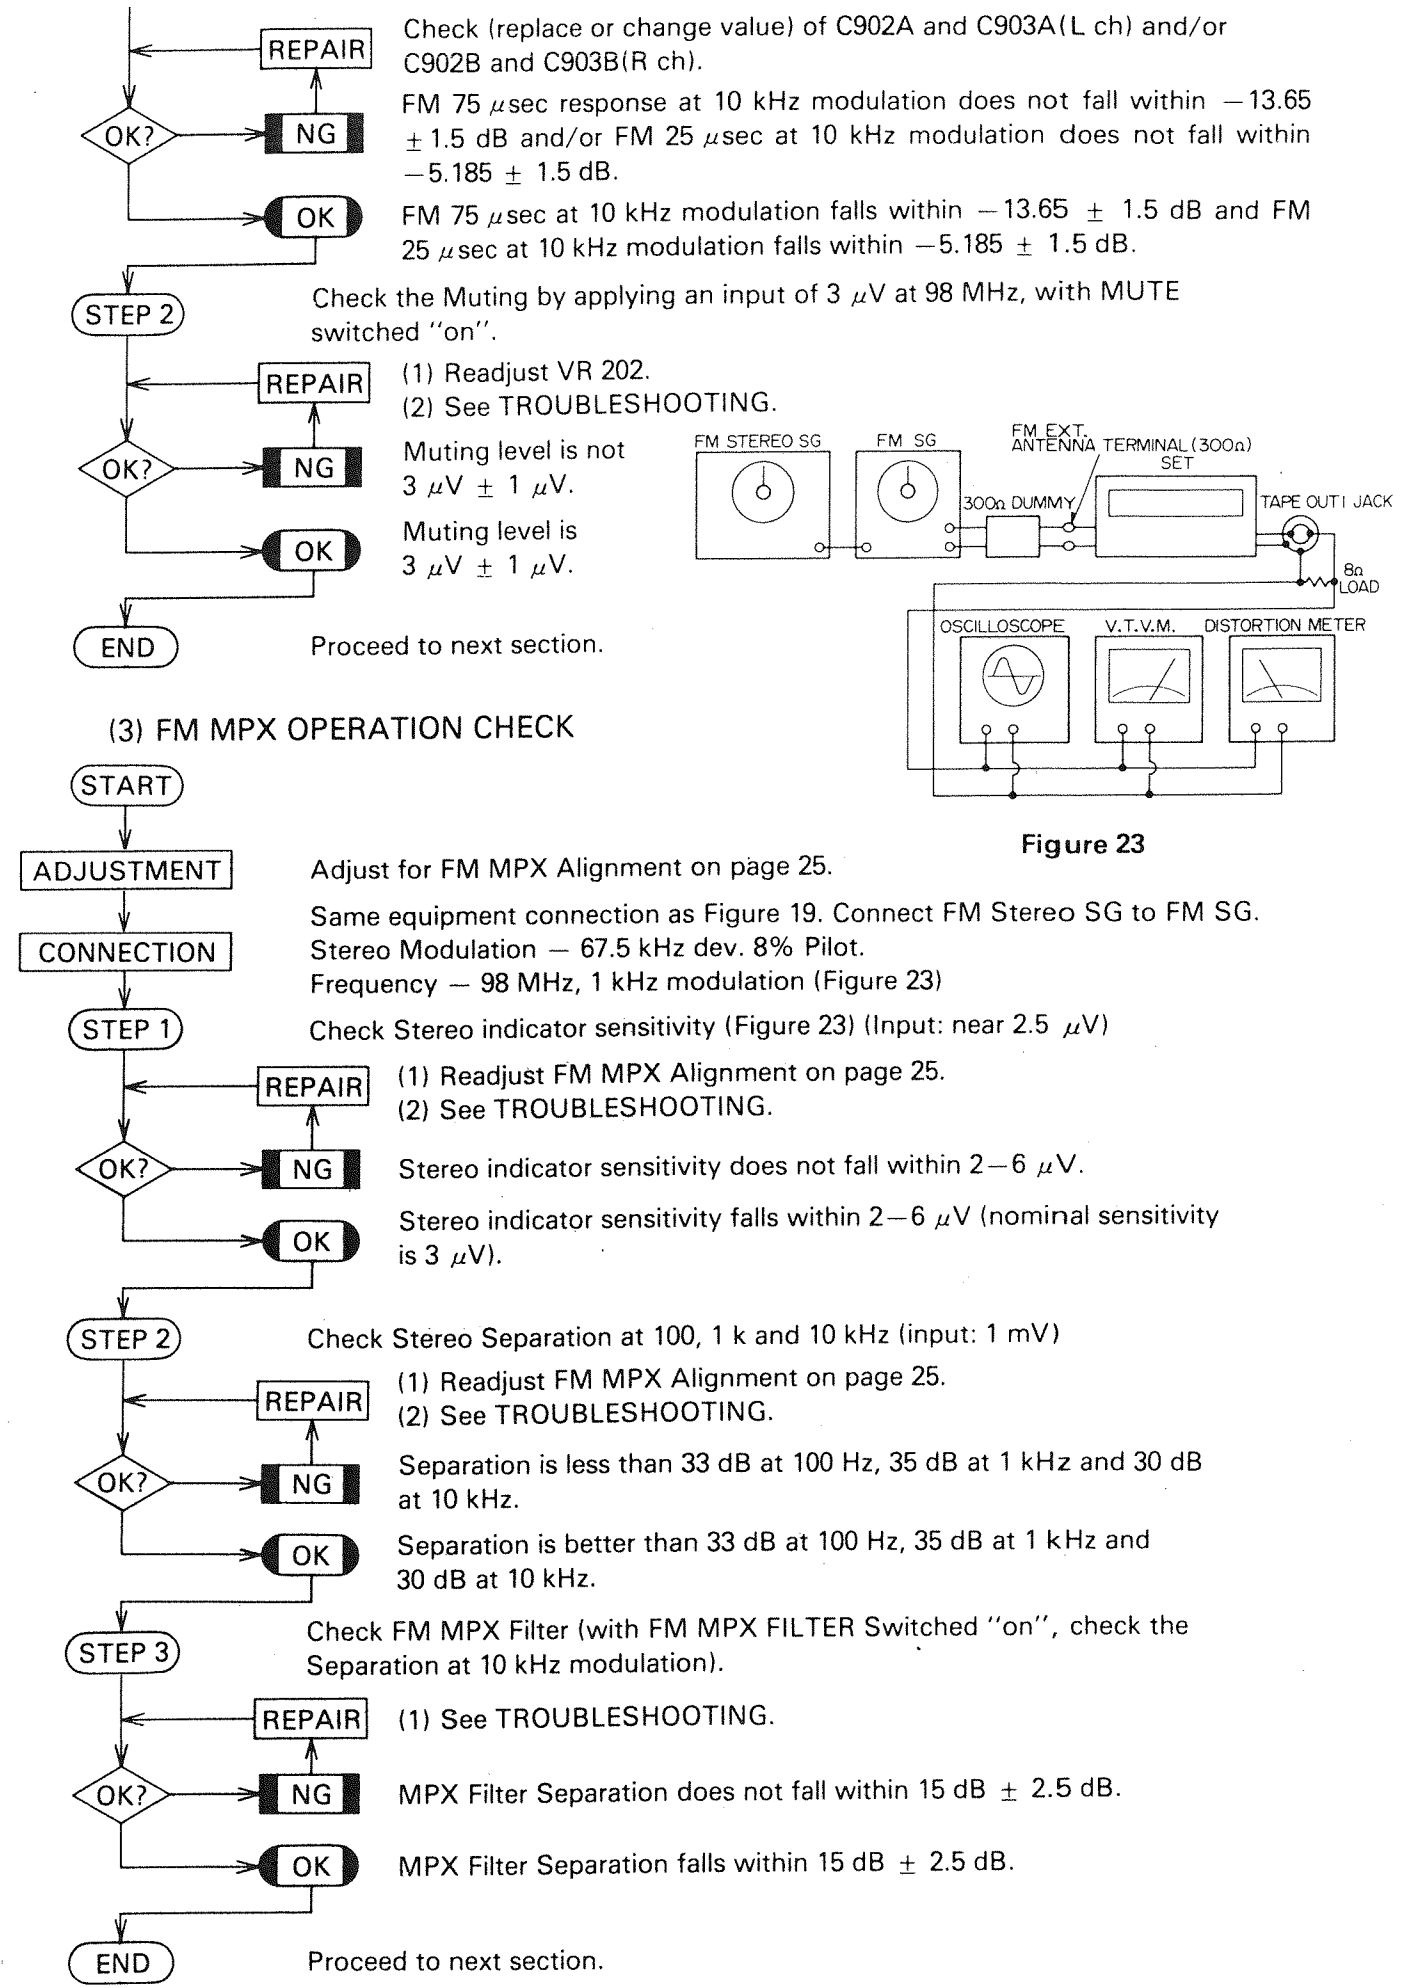 REPAIR
Check (replace or change value) of C902A and C903A(L ch) and/or
C902B and C903B(R ch).
OK?
NG
FM 75 μsec response at 10 kHz modulation does not fall within −13.65
± 1.5 dB and/or FM 25 μsec at 10 kHz modulation does not fall within
−5.185 ± 1.5 dB.
OK
FM 75 μsec at 10 kHz modulation falls within −13.65 ± 1.5 dB and FM
25 μsec at 10 kHz modulation falls within −5.185 ± 1.5 dB.
STEP 2
Check the Muting by applying an input of 3 μV at 98 MHz, with MUTE
switched "on".
REPAIR
(1) Readjust VR 202.
(2) See TROUBLESHOOTING.
OK?
NG
Muting level is not
3 μV ± 1 μV.
OK
Muting level is
3 μV ± 1 μV.
END
Proceed to next section.
FM STEREO SG
FM SG
FM EXT.
ANTENNA TERMINAL(300Ω)
SET
300Ω DUMMY
TAPE OUT1 JACK
8Ω
LOAD
OSCILLOSCOPE
V.T.V.M.
DISTORTION METER
Figure 23
(3) FM MPX OPERATION CHECK
START
ADJUSTMENT
Adjust for FM MPX Alignment on page 25.
CONNECTION
Same equipment connection as Figure 19. Connect FM Stereo SG to FM SG.
Stereo Modulation — 67.5 kHz dev. 8% Pilot.
Frequency — 98 MHz, 1 kHz modulation (Figure 23)
STEP 1
Check Stereo indicator sensitivity (Figure 23) (Input: near 2.5 μV)
REPAIR
(1) Readjust FM MPX Alignment on page 25.
(2) See TROUBLESHOOTING.
OK?
NG
Stereo indicator sensitivity does not fall within 2−6 μV.
OK
Stereo indicator sensitivity falls within 2−6 μV (nominal sensitivity
is 3 μV).
STEP 2
Check Stereo Separation at 100, 1 k and 10 kHz (input: 1 mV)
REPAIR
(1) Readjust FM MPX Alignment on page 25.
(2) See TROUBLESHOOTING.
OK?
NG
Separation is less than 33 dB at 100 Hz, 35 dB at 1 kHz and 30 dB
at 10 kHz.
OK
Separation is better than 33 dB at 100 Hz, 35 dB at 1 kHz and
30 dB at 10 kHz.
STEP 3
Check FM MPX Filter (with FM MPX FILTER Switched "on", check the
Separation at 10 kHz modulation).
REPAIR
(1) See TROUBLESHOOTING.
OK?
NG
MPX Filter Separation does not fall within 15 dB ± 2.5 dB.
OK
MPX Filter Separation falls within 15 dB ± 2.5 dB.
END
Proceed to next section.